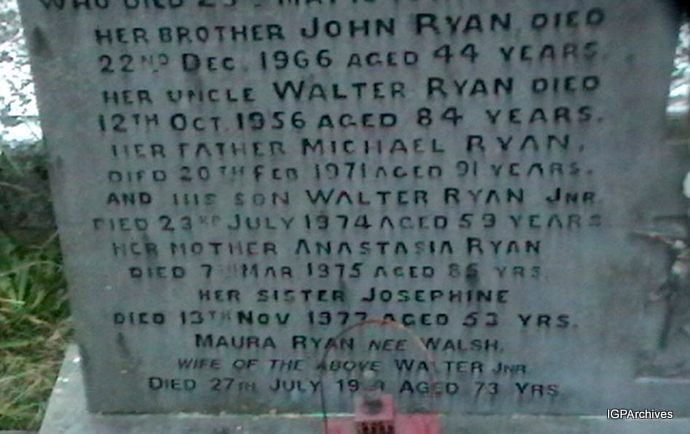 WHO DIED
HER BROTHER JOHN RYAN, DIED
22ND DEC. 1966 AGED 44 YEARS.
HER UNCLE WALTER RYAN DIED
12TH OCT. 1956 AGED 84 YEARS.
HER FATHER MICHAEL RYAN,
DIED 20TH FEB 1971 AGED 91 YEARS.
AND HIS SON WALTER RYAN JNR
DIED 23RD JULY 1974 AGED 59 YEARS
HER MOTHER ANASTASIA RYAN
DIED 7TH MAR 1975 AGED 85 YRS.
HER SISTER JOSEPHINE
DIED 13TH NOV 1977 AGED 53 YRS.
MAURA RYAN NEE WALSH.
WIFE OF THE ABOVE WALTER JNR.
DIED 27TH JULY AGED 73 YRS
IGPArchives